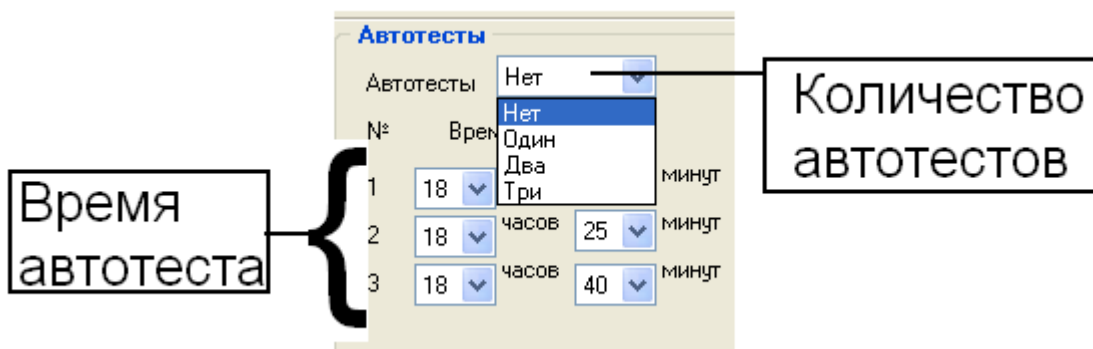 Автотесты
Автотесты Нет
Нет
Один
Два
Три
№ Врем
1 18 минут
2 18 часов 25 минут
3 18 часов 40 минут
Время
автотеста
Количество
автотестов